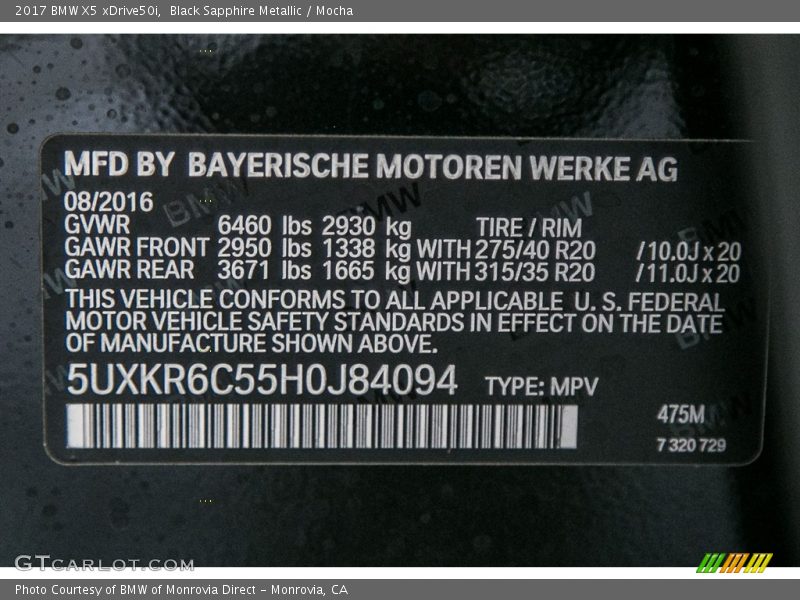 2017 BMW X5 xDrive50i,  Black Sapphire Metallic / Mocha
MFD BY BAYERISCHE MOTOREN WERKE AG
08/2016
GVWR 6460 lbs 2930 kg TIRE / RIM
GAWR FRONT 2950 lbs 1338 kg WITH 275/40 R20 /10.0J x 20
GAWR REAR 3671 lbs 1665 kg WITH 315/35 R20 /11.0J x 20
THIS VEHICLE CONFORMS TO ALL APPLICABLE U. S. FEDERAL
MOTOR VEHICLE SAFETY STANDARDS IN EFFECT ON THE DATE
OF MANUFACTURE SHOWN ABOVE.
5UXKR6C55H0J84094 TYPE: MPV
475M
7 320 729
GTCARLOT.COM
Photo Courtesy of BMW of Monrovia Direct - Monrovia, CA